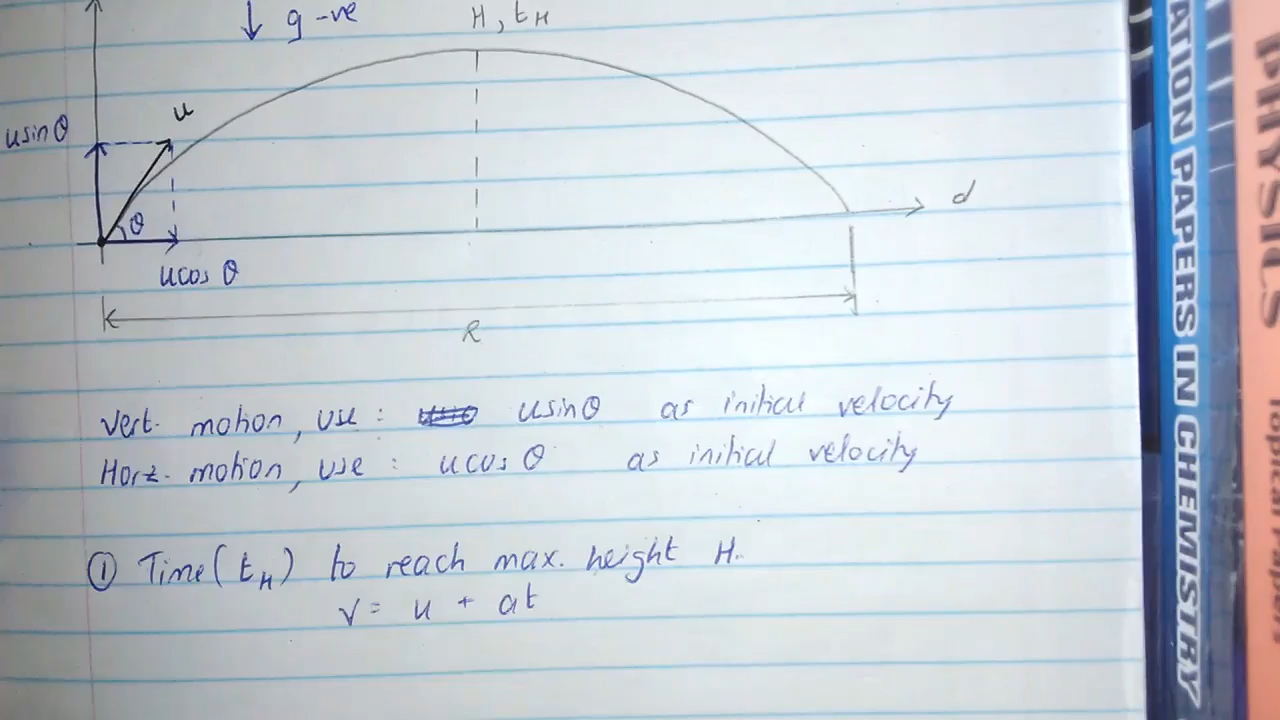 g -ve
H, tH
u
usinθ
θ
d
ucos θ
R
Vert. motion, use : usinθ as initial velocity
Horz. motion, use : ucos θ as initial velocity
① Time (tH) to reach max. height H.
v = u + at
ATION PAPERS IN CHEMISTRY
PHYSICS